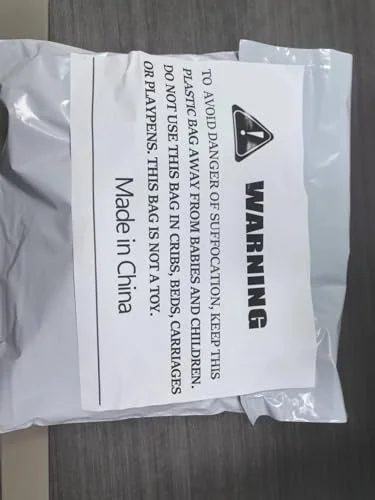 WARNING
TO AVOID DANGER OF SUFFOCATION, KEEP THIS
PLASTIC BAG AWAY FROM BABIES AND CHILDREN.
DO NOT USE THIS BAG IN CRIBS, BEDS, CARRIAGES
OR PLAYPENS. THIS BAG IS NOT A TOY.
Made in China